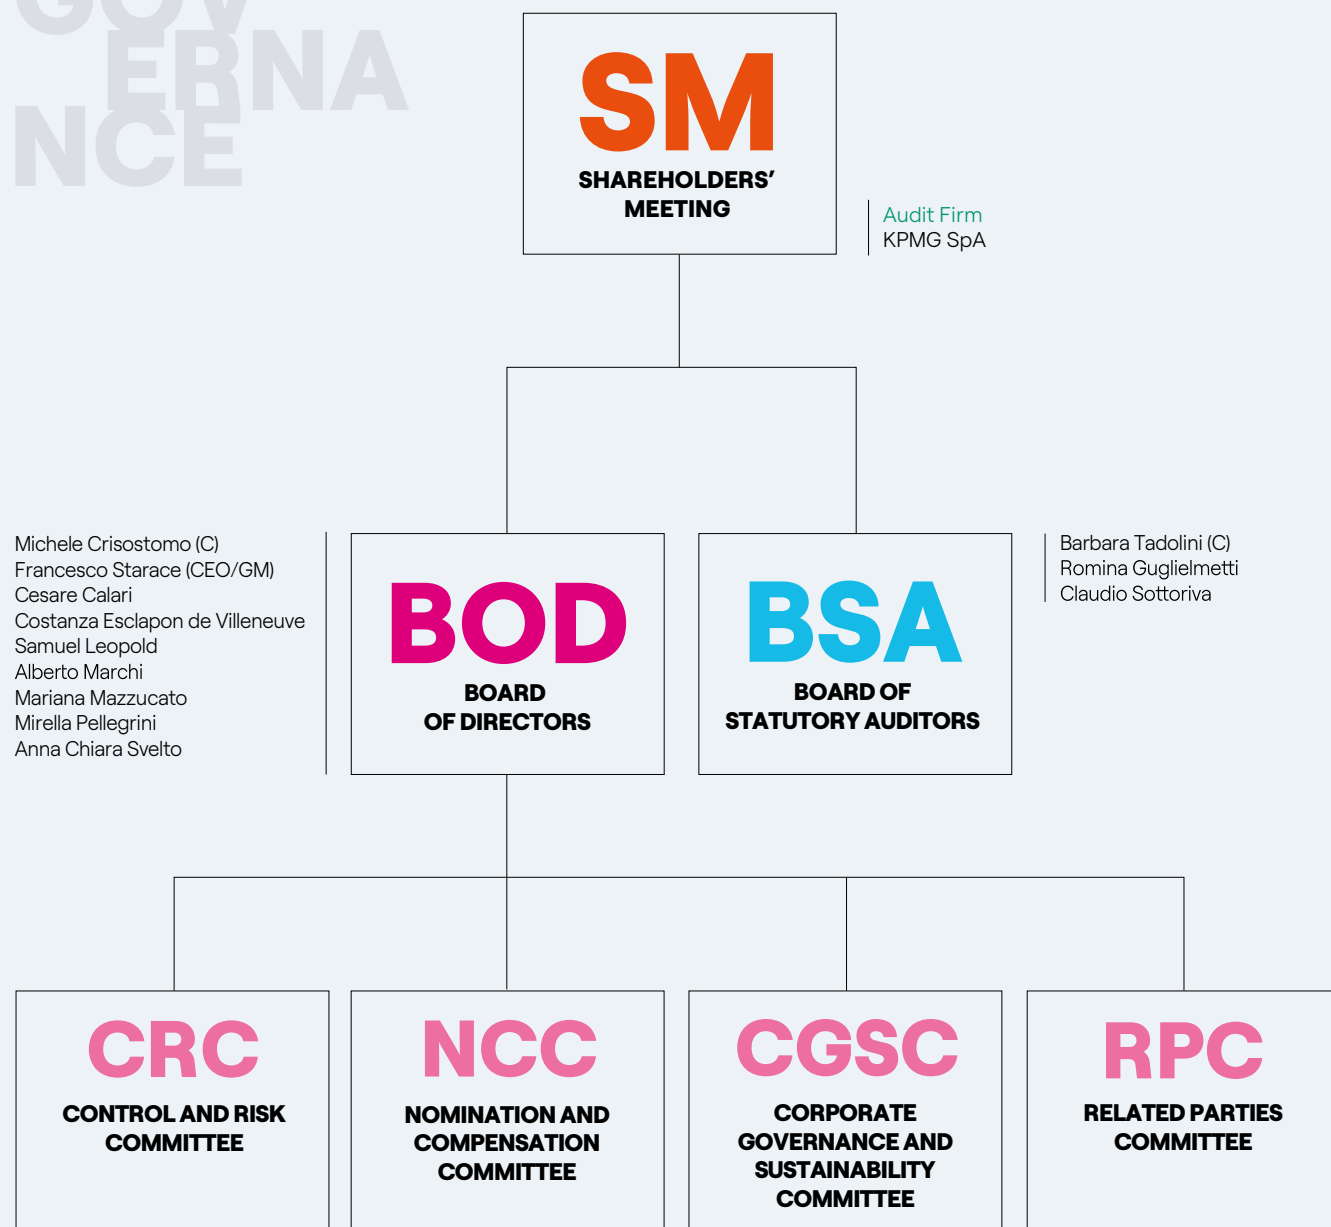 GOV
ERNA
NCE
SM
SHAREHOLDERS'
MEETING
Audit Firm
KPMG SpA
Michele Crisostomo (C)
Francesco Starace (CEO/GM)
Cesare Calari
Costanza Esclapon de Villeneuve
Samuel Leopold
Alberto Marchi
Mariana Mazzucato
Mirella Pellegrini
Anna Chiara Svelto
BOD
BOARD
OF DIRECTORS
BSA
BOARD OF
STATUTORY AUDITORS
Barbara Tadolini (C)
Romina Guglielmetti
Claudio Sottoriva
CRC
CONTROL AND RISK
COMMITTEE
NCC
NOMINATION AND
COMPENSATION
COMMITTEE
CGSC
CORPORATE
GOVERNANCE AND
SUSTAINABILITY
COMMITTEE
RPC
RELATED PARTIES
COMMITTEE